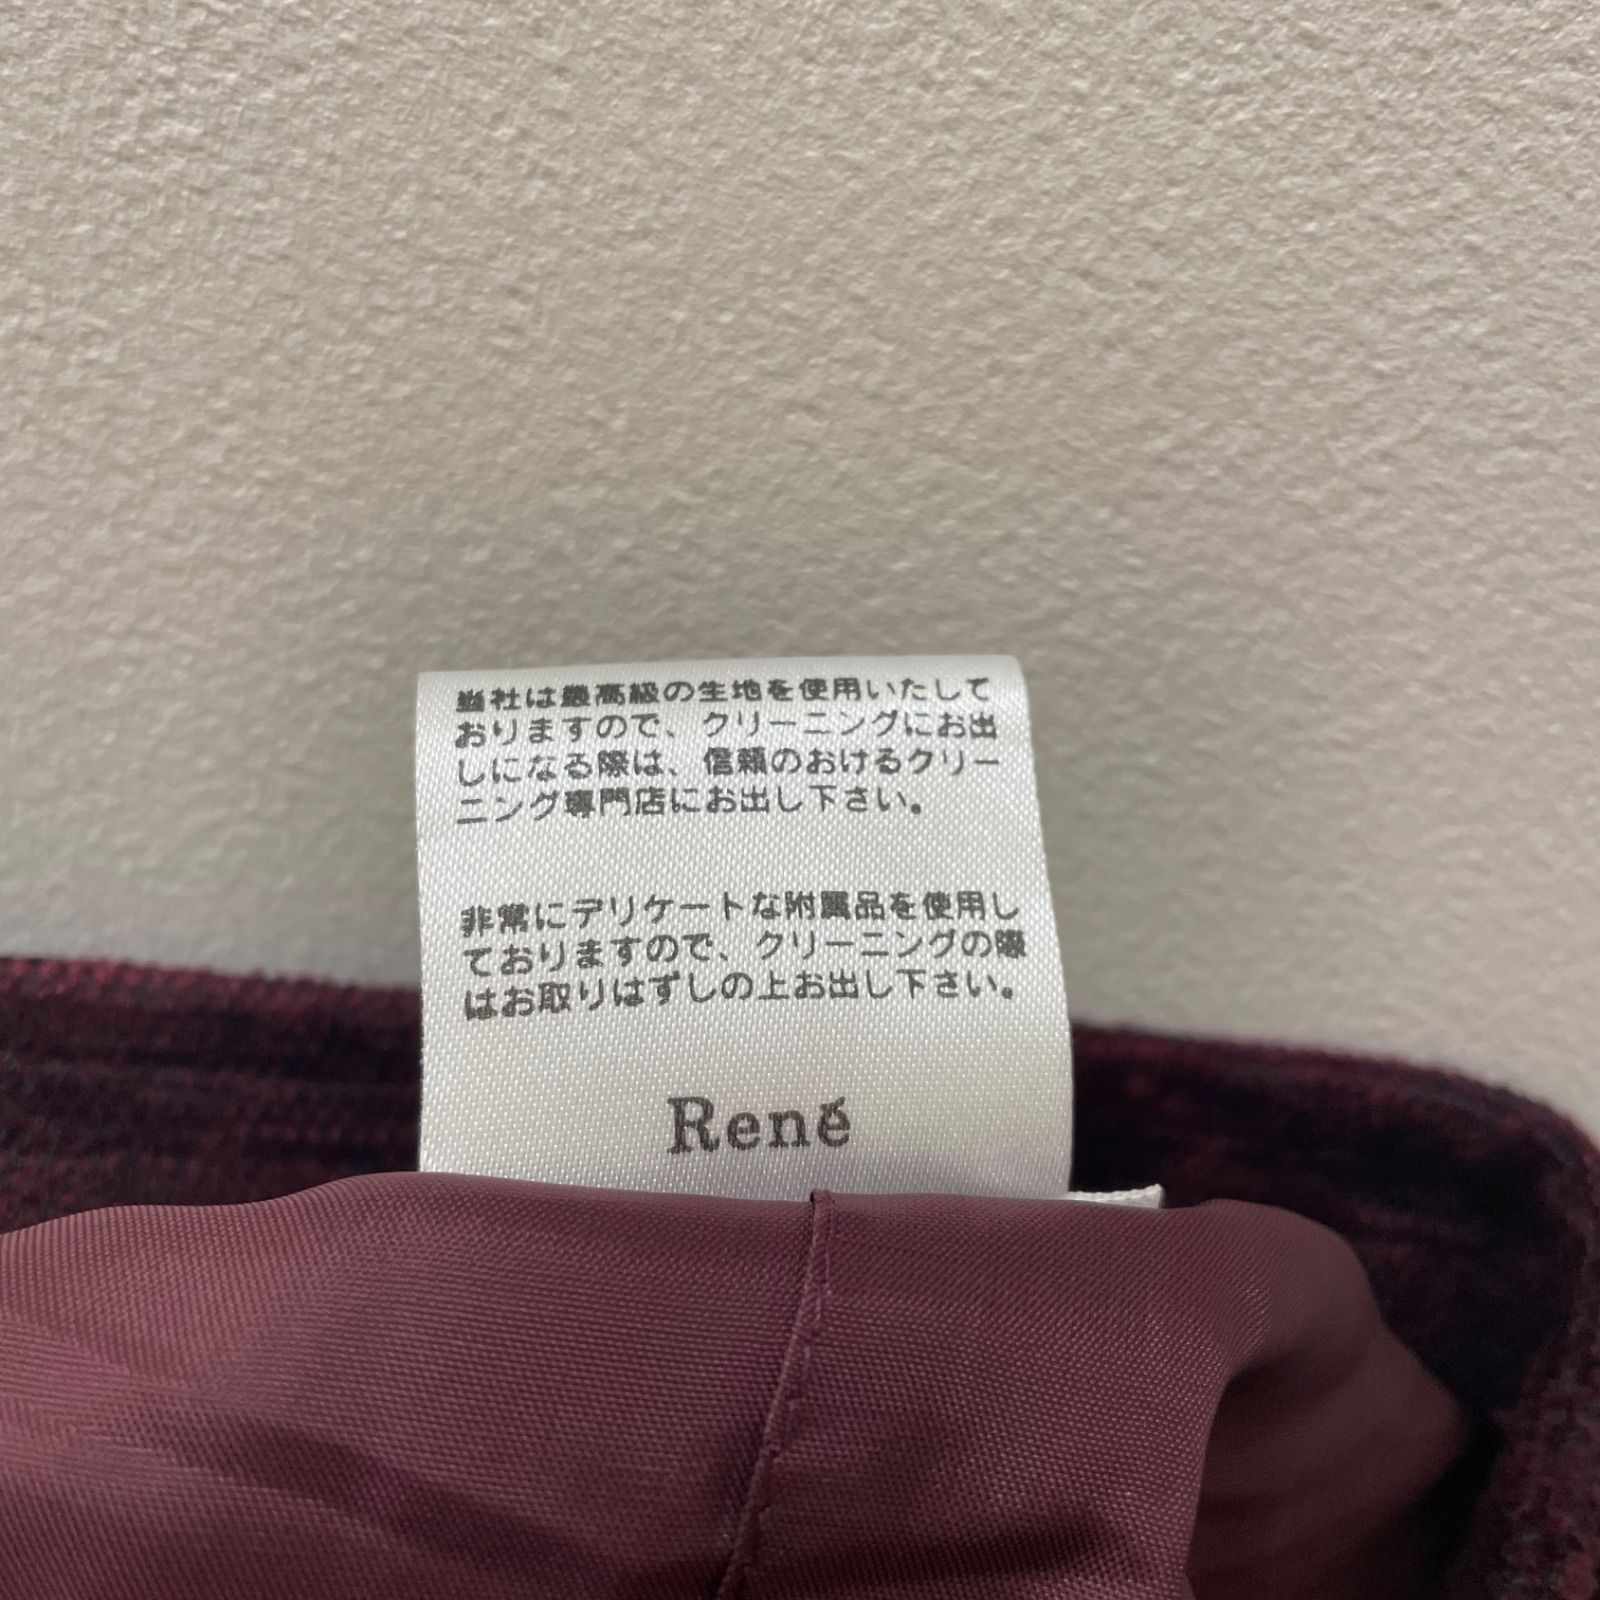 当社は最高級の生地を使用いたして
おりますので、クリーニングにお出
しになる際は、信頼のおけるクリー
ニング専門店にお出し下さい。
非常にデリケートな附属品を使用し
ておりますので、クリーニングの際
はお取りはずしの上お出し下さい。
René